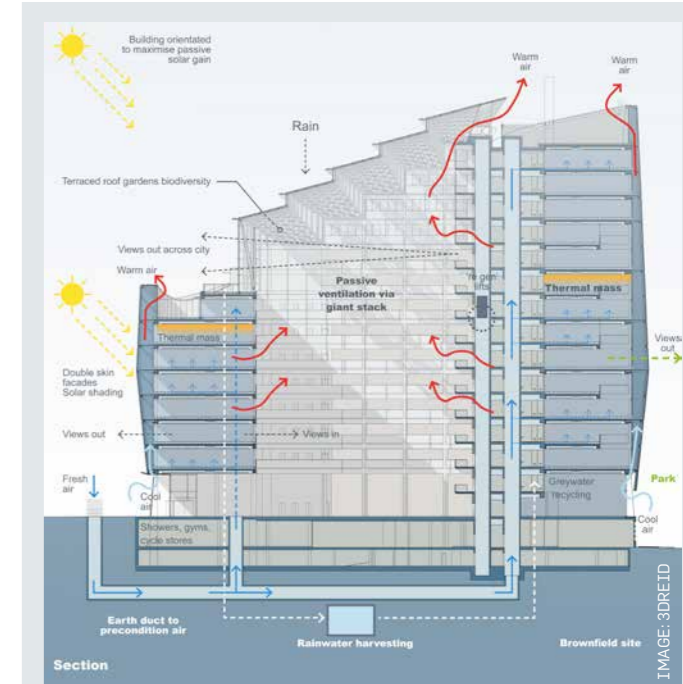 Building orientated
to maximise passive
solar gain
Warm
air
Warm
air
Rain
Terraced roof gardens biodiversity
Views out across city
Warm air
Passive
ventilation via
giant stack
're gen'
lifts
Thermal mass
Thermal mass
Views
out
Double skin
facades
Solar shading
Views out
Views in
Fresh
air
Cool
air
Greywater
recycling
Park
Cool
air
Showers, gyms,
cycle stores
Earth duct to
precondition air
Rainwater harvesting
Brownfield site
Section
IMAGE: 3DREID